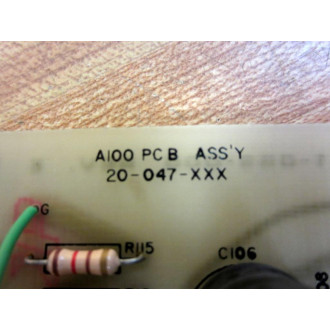 A100 PCB ASS'Y
20-047-XXX
R115
C106